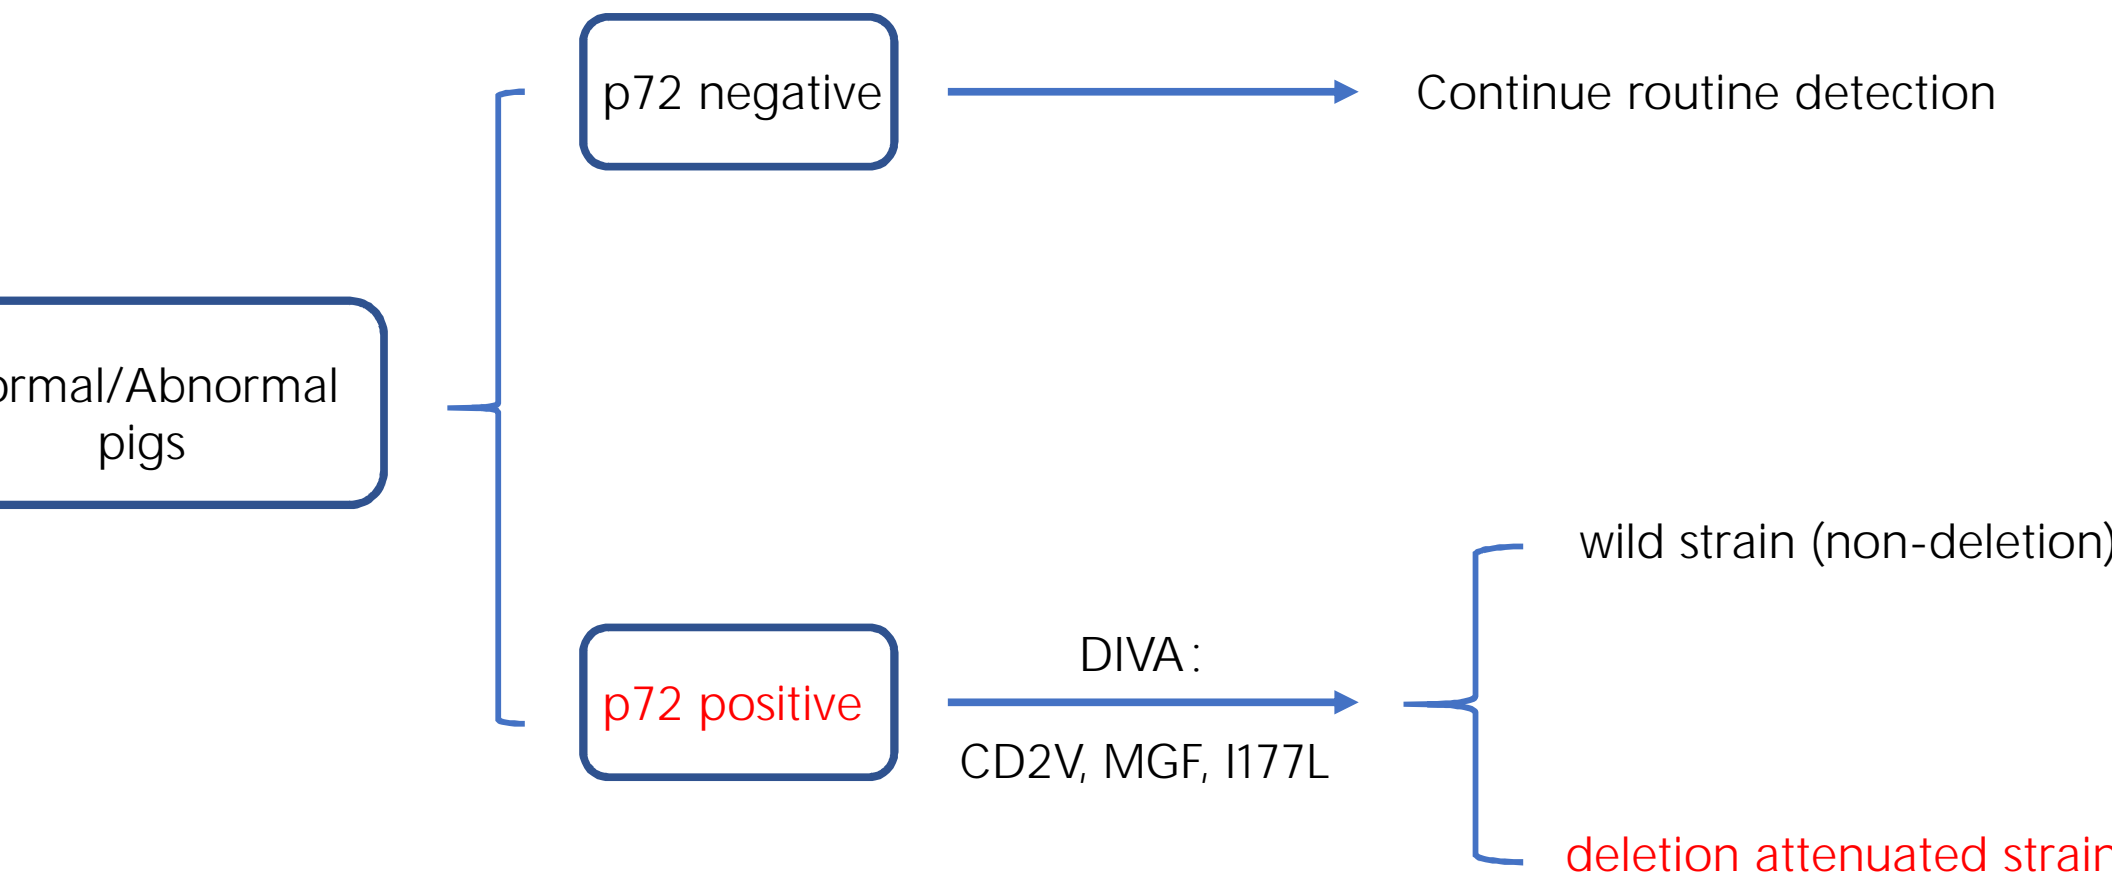 p72 negative
Continue routine detection
ormal/Abnormal
pigs
wild strain (non-deletion)
DIVA:
p72 positive
CD2V, MGF, I177L
deletion attenuated strain